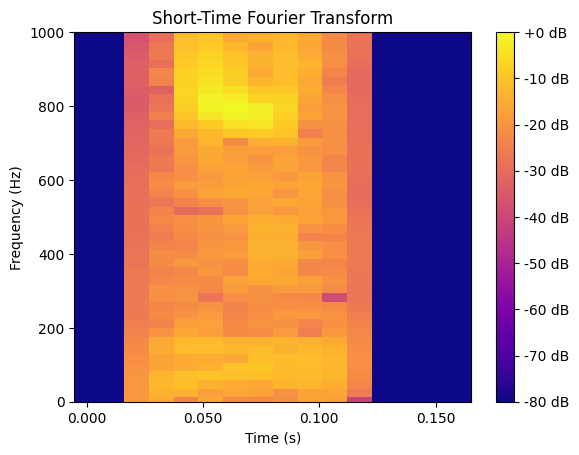 Short-Time Fourier Transform
1000
800
600
400
200
0
Frequency (Hz)
0.000
0.050
0.100
0.150
Time (s)
+0 dB
-10 dB
-20 dB
-30 dB
-40 dB
-50 dB
-60 dB
-70 dB
-80 dB